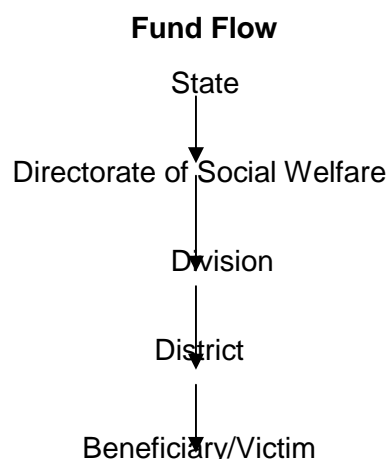 Fund Flow
State
Directorate of Social Welfare
Division
District
Beneficiary/Victim